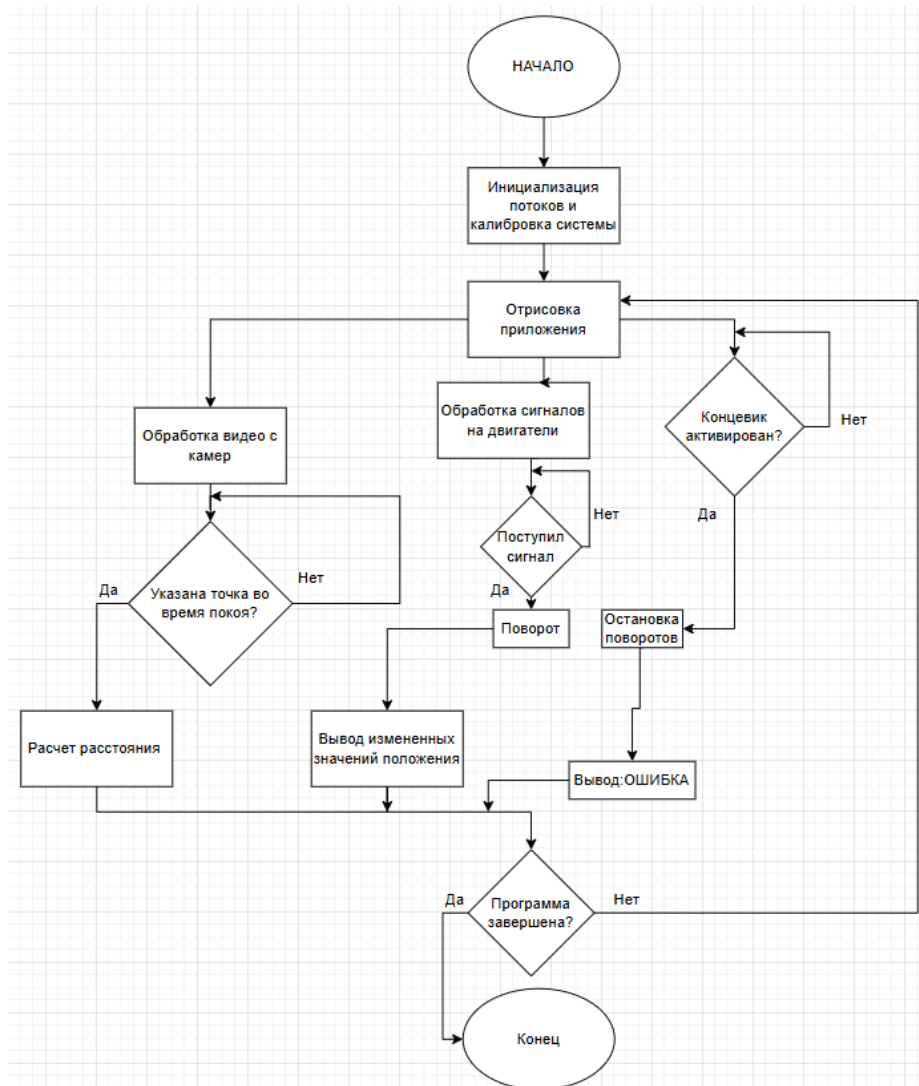 НАЧАЛО
Инициализация
потоков и
калибровка системы
Отрисовка
приложения
Обработка видео с
камер
Обработка сигналов
на двигатели
Концевик
активирован?
Нет
Да
Поступил
сигнал
Нет
Да
Указана точка во
время покоя?
Да
Нет
Поворот
Остановка
поворотов
Расчет расстояния
Вывод измененных
значений положения
Вывод:ОШИБКА
Программа
завершена?
Да
Нет
Конец